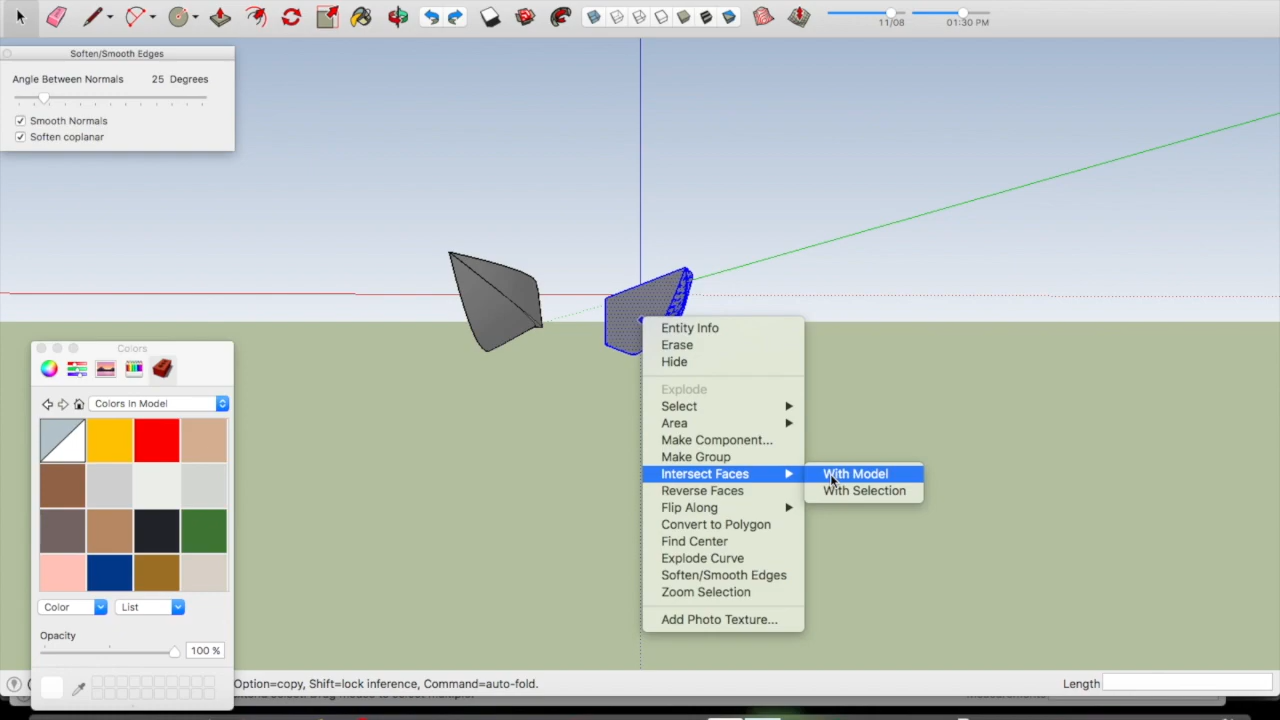 11/08
01:30 PM
Soften/Smooth Edges
Angle Between Normals 25 Degrees
Smooth Normals
Soften coplanar
Colors
Colors In Model
Color
List
Opacity
100 %
Entity Info
Erase
Hide
Explode
Select
Area
Make Component...
Make Group
Intersect Faces
Reverse Faces
Flip Along
Convert to Polygon
Find Center
Explode Curve
Soften/Smooth Edges
Zoom Selection
Add Photo Texture...
With Model
With Selection
Option=copy, Shift=lock inference, Command=auto-fold.
Length